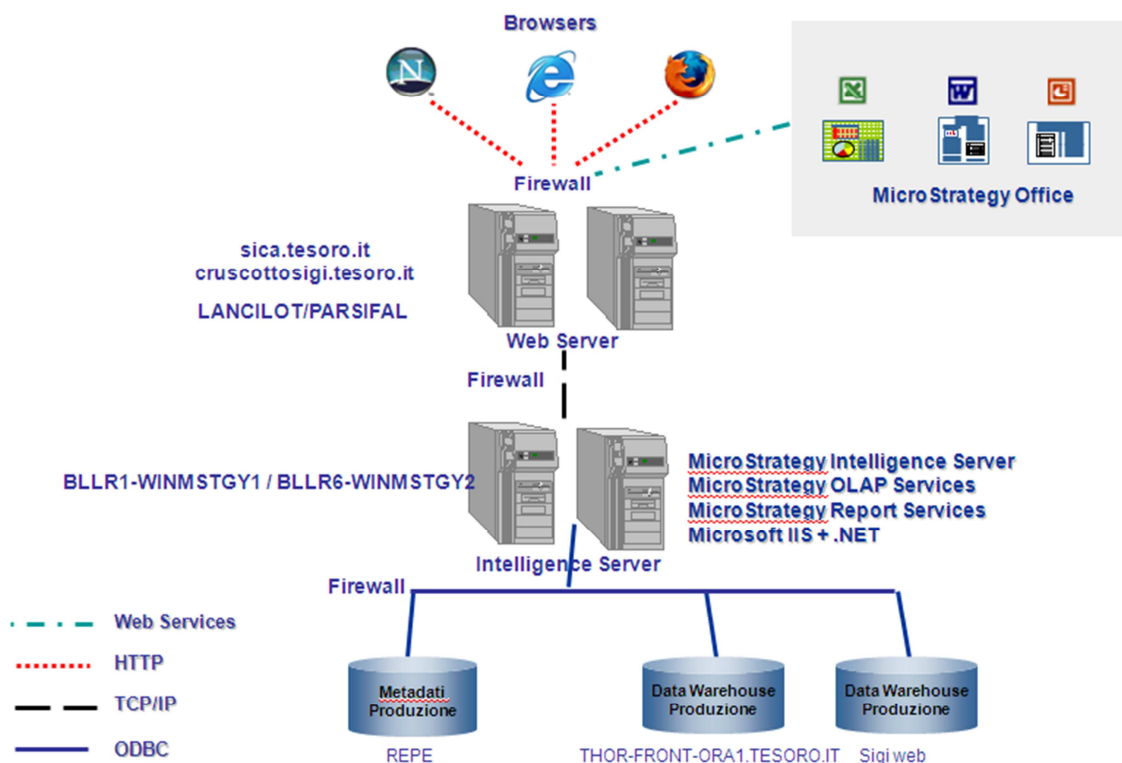 Browsers
N
Firewall
MicroStrategy Office
sica.tesoro.it
cruscottosigi.tesoro.it
LANCILOT/PARSIFAL
Web Server
Firewall
BLLR1-WINMSTGY1 / BLLR6-WINMSTGY2
MicroStrategy Intelligence Server
MicroStrategy OLAP Services
MicroStrategy Report Services
Microsoft IIS + .NET
Intelligence Server
Firewall
Web Services
HTTP
TCP/IP
ODBC
Metadati
Produzione
REPE
Data Warehouse
Produzione
THOR-FRONT-ORA1.TESORO.IT
Data Warehouse
Produzione
Sigi web